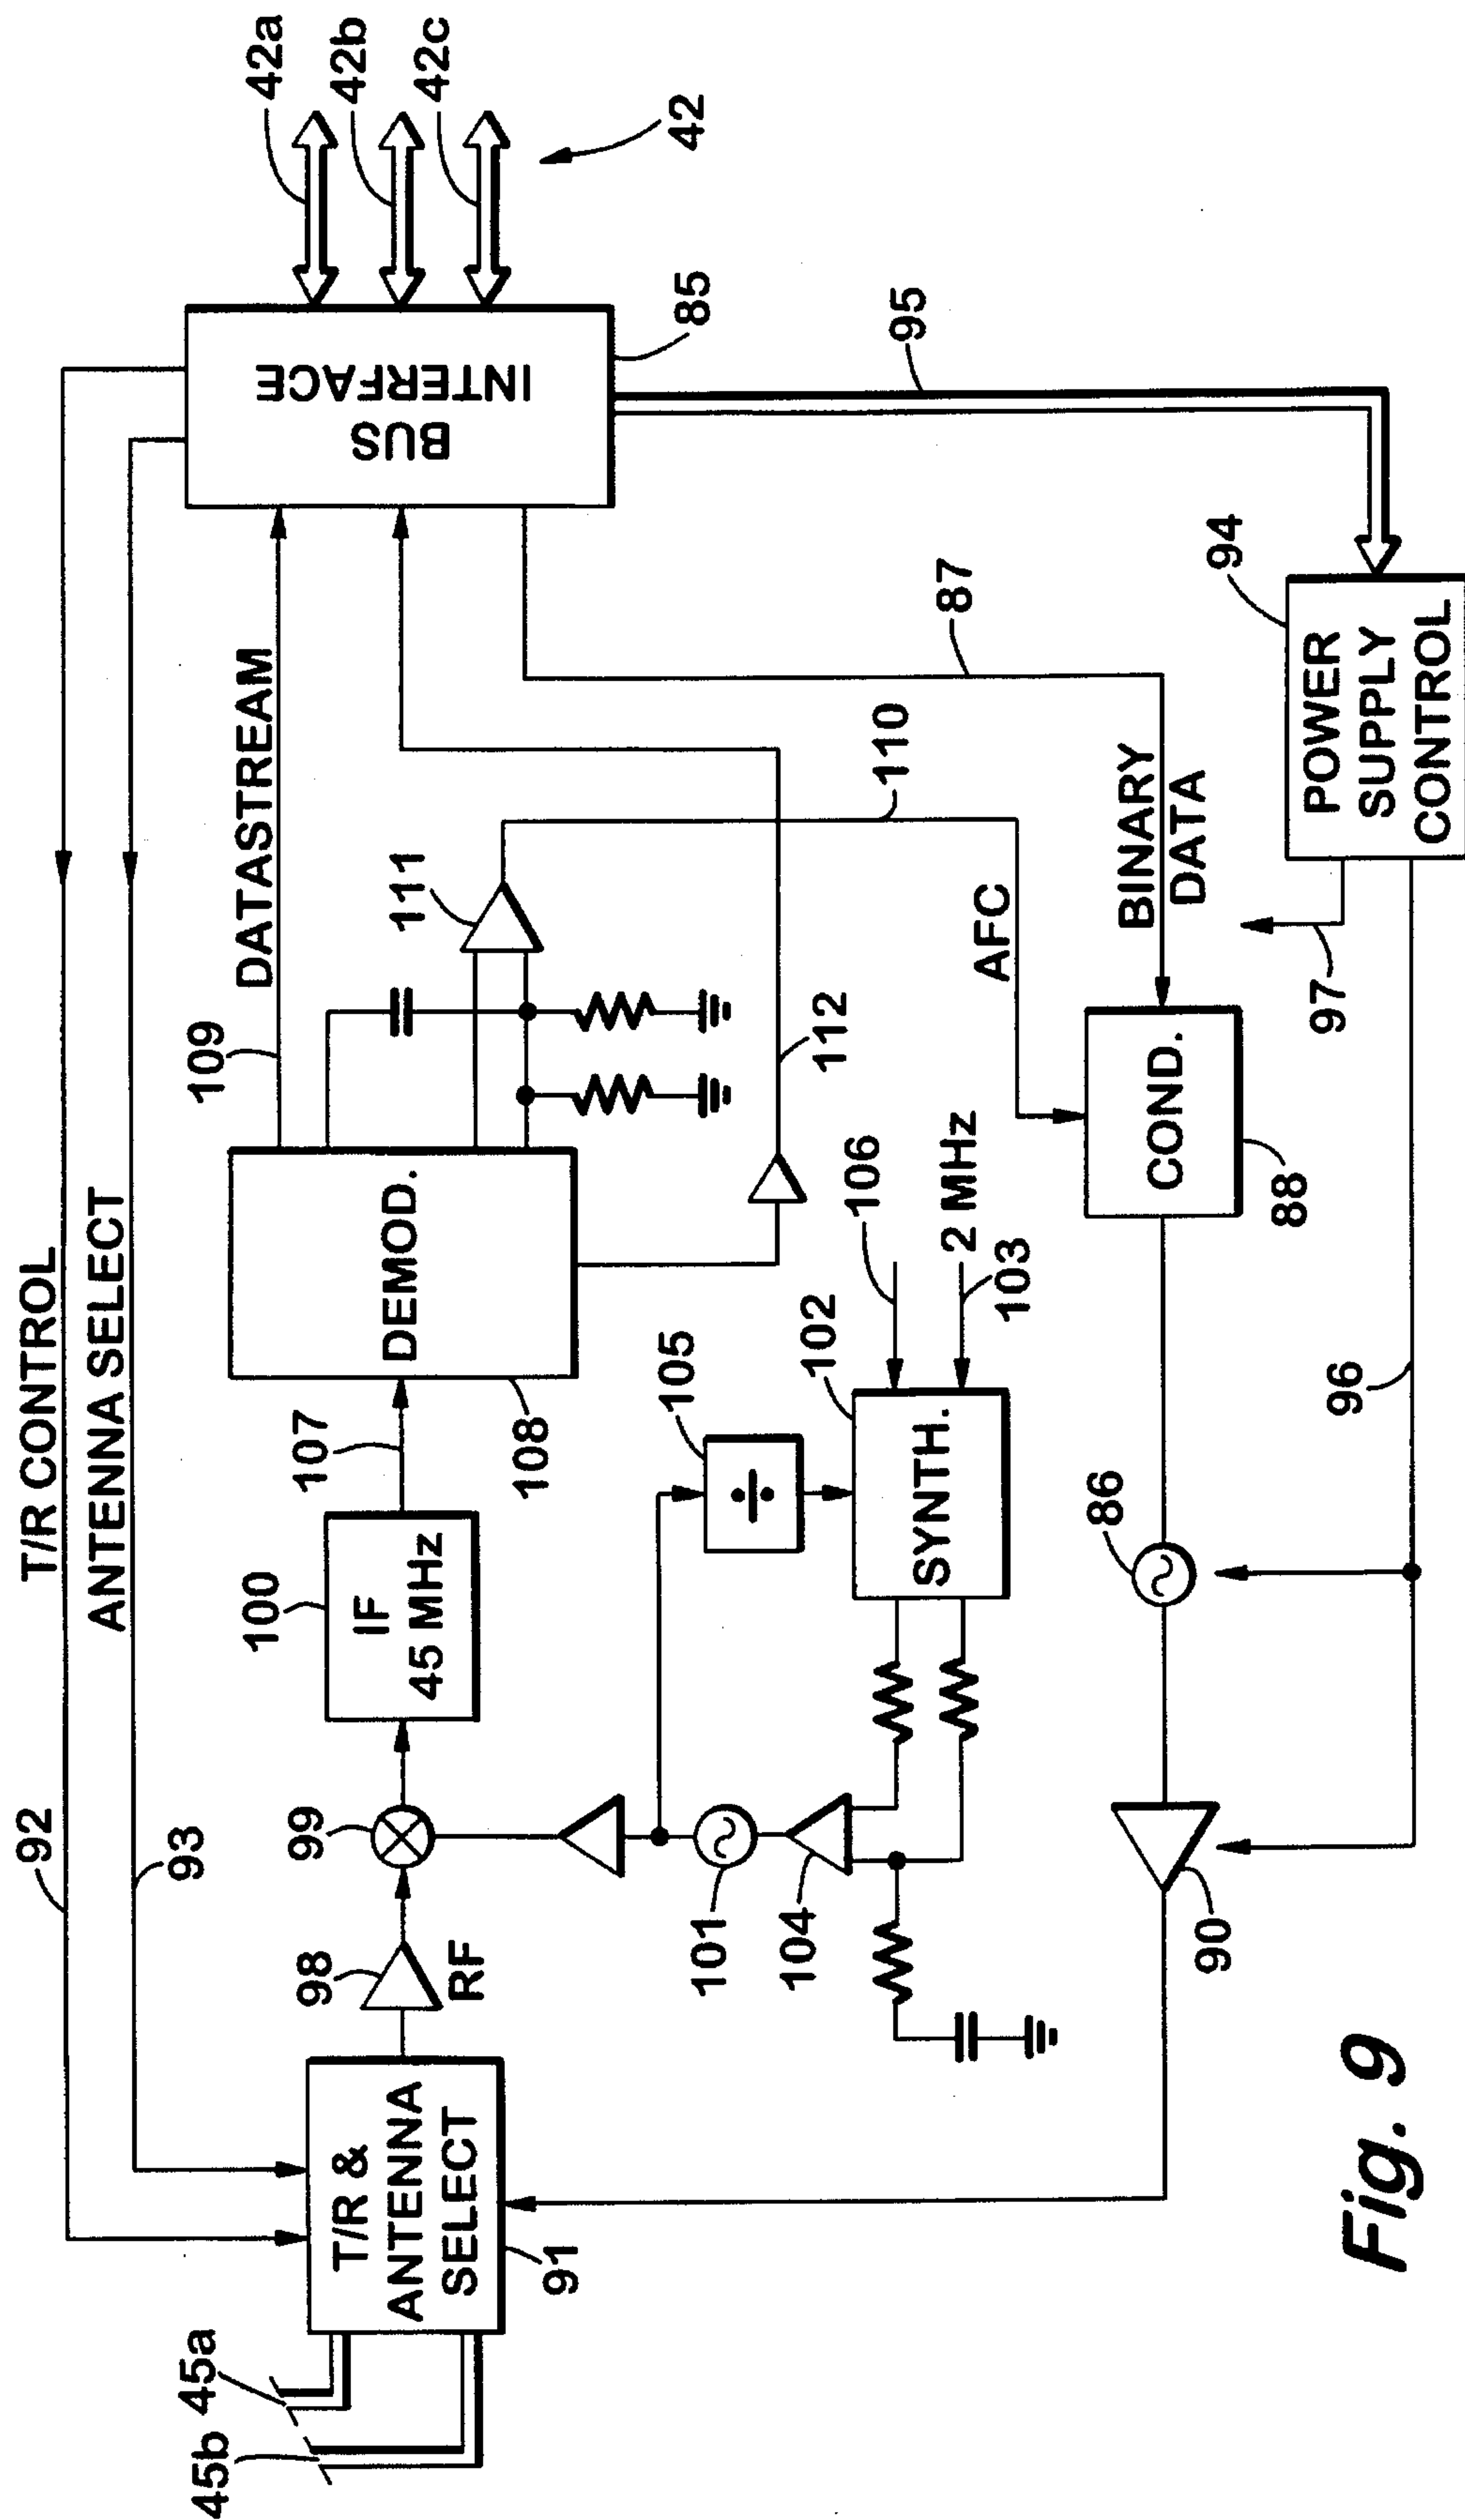 T/R CONTROL
ANTENNA SELECT
92
93
42a
42b
42c
42
BUS
INTERFACE
85
95
DATASTREAM
109
111
110
112
87
AFC
BINARY
DATA
94
POWER
SUPPLY
CONTROL
97
96
DEMOD.
108
107
IF
45 MHz
100
99
98
RF
T/R &
ANTENNA
SELECT
91
45a
45b
105
÷
102
SYNTH.
106
2 MHz
103
101
104
COND.
88
86
90
Fig. 9